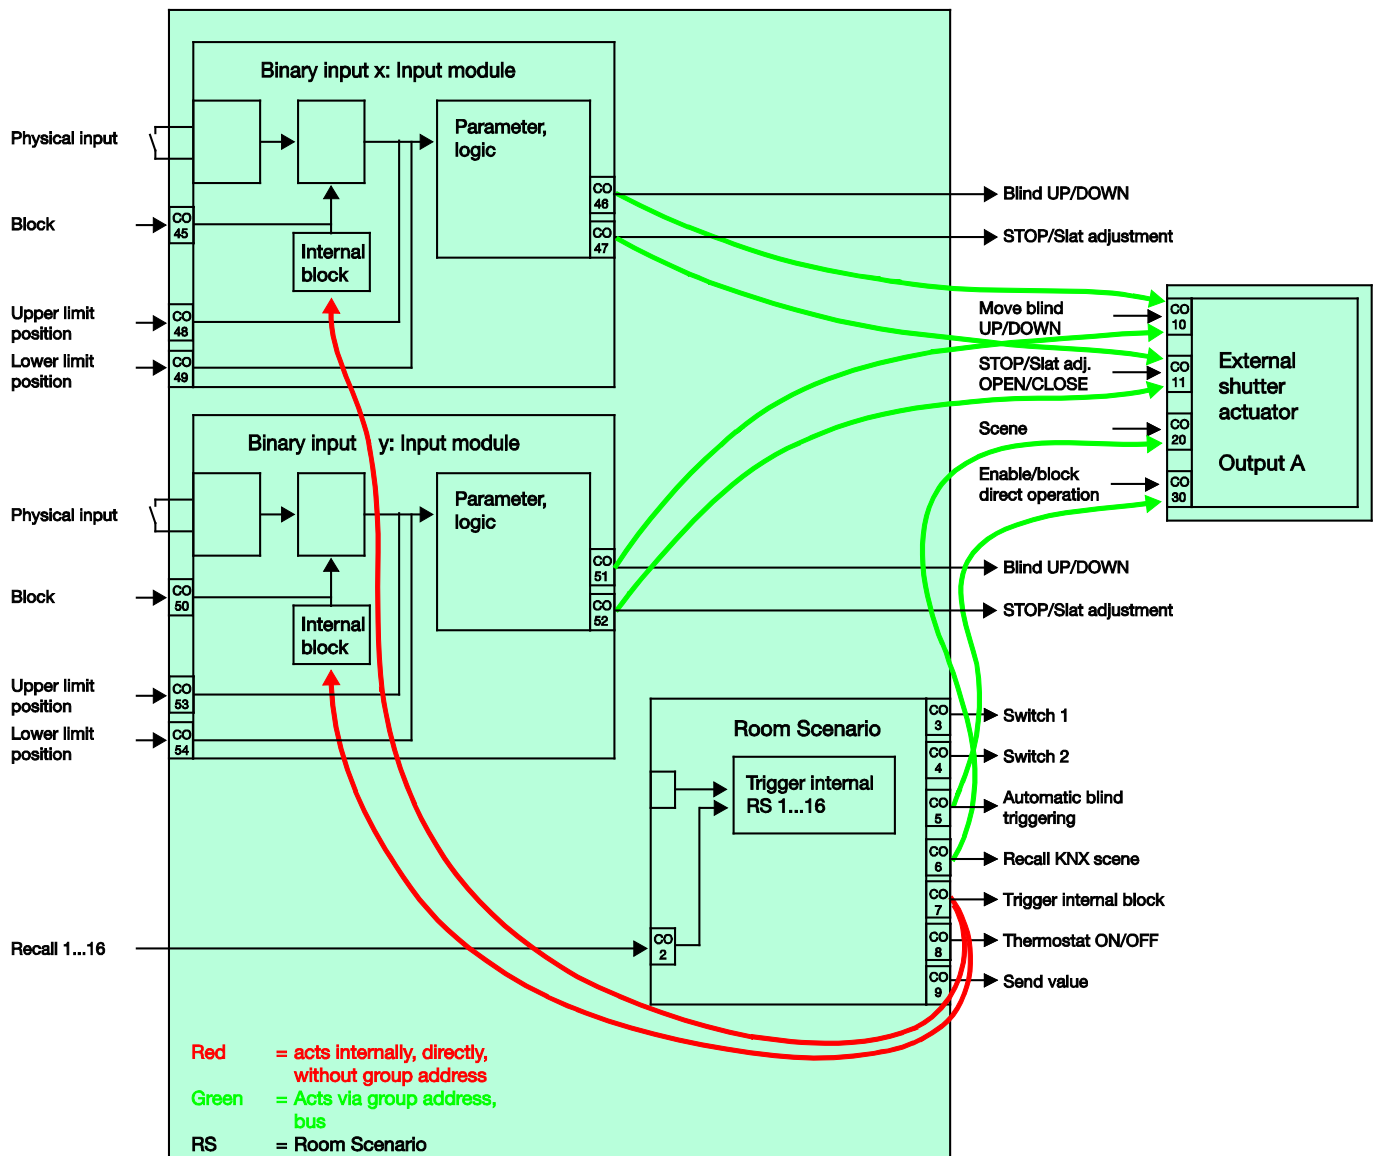 Binary input x: Input module
Physical input
Parameter,
logic
CO
46
Blind UP/DOWN
Block
CO
45
CO
47
STOP/Slat adjustment
Internal
block
Upper limit
position
CO
48
Lower limit
position
CO
49
Move blind
UP/DOWN
CO
10
STOP/Slat adj.
OPEN/CLOSE
CO
11
Scene
CO
20
Enable/block
direct operation
CO
30
External
shutter
actuator
Output A
Binary input y: Input module
Physical input
Parameter,
logic
CO
51
Blind UP/DOWN
Block
CO
50
CO
52
STOP/Slat adjustment
Internal
block
Upper limit
position
CO
53
Lower limit
position
CO
54
Room Scenario
Trigger internal
RS 1...16
CO
3
Switch 1
CO
4
Switch 2
CO
5
Automatic blind
triggering
CO
6
Recall KNX scene
CO
7
Trigger internal block
Recall 1...16
CO
2
CO
8
Thermostat ON/OFF
CO
9
Send value
Red = acts internally, directly,
without group address
Green = Acts via group address,
bus
RS = Room Scenario